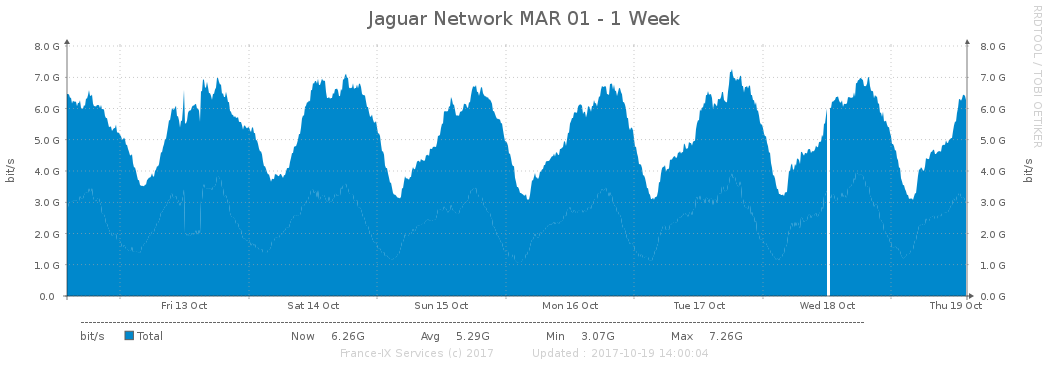 Jaguar Network MAR 01 - 1 Week
RRDTOOL / TOBI OETIKER
bit/s
8.0 G 8.0 G
7.0 G 7.0 G
6.0 G 6.0 G
5.0 G 5.0 G
4.0 G 4.0 G
3.0 G 3.0 G
2.0 G 2.0 G
1.0 G 1.0 G
0.0 0.0 G
bit/s
Fri 13 Oct Sat 14 Oct Sun 15 Oct Mon 16 Oct Tue 17 Oct Wed 18 Oct Thu 19 Oct
bit/s Total Now 6.26G Avg 5.29G Min 3.07G Max 7.26G
France-IX Services (c) 2017 Updated : 2017-10-19 14:00:04